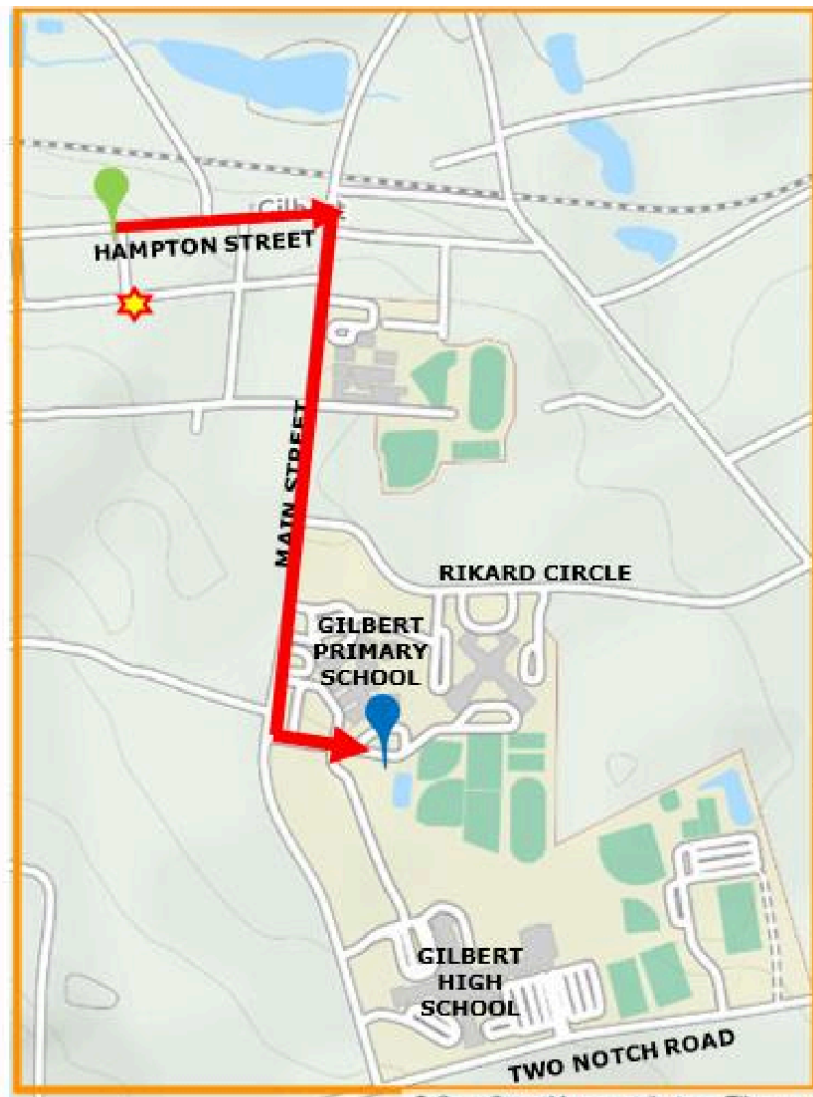 HAMPTON STREET
MAIN STREET
RIKARD CIRCLE
GILBERT
PRIMARY
SCHOOL
GILBERT
HIGH
SCHOOL
TWO NOTCH ROAD